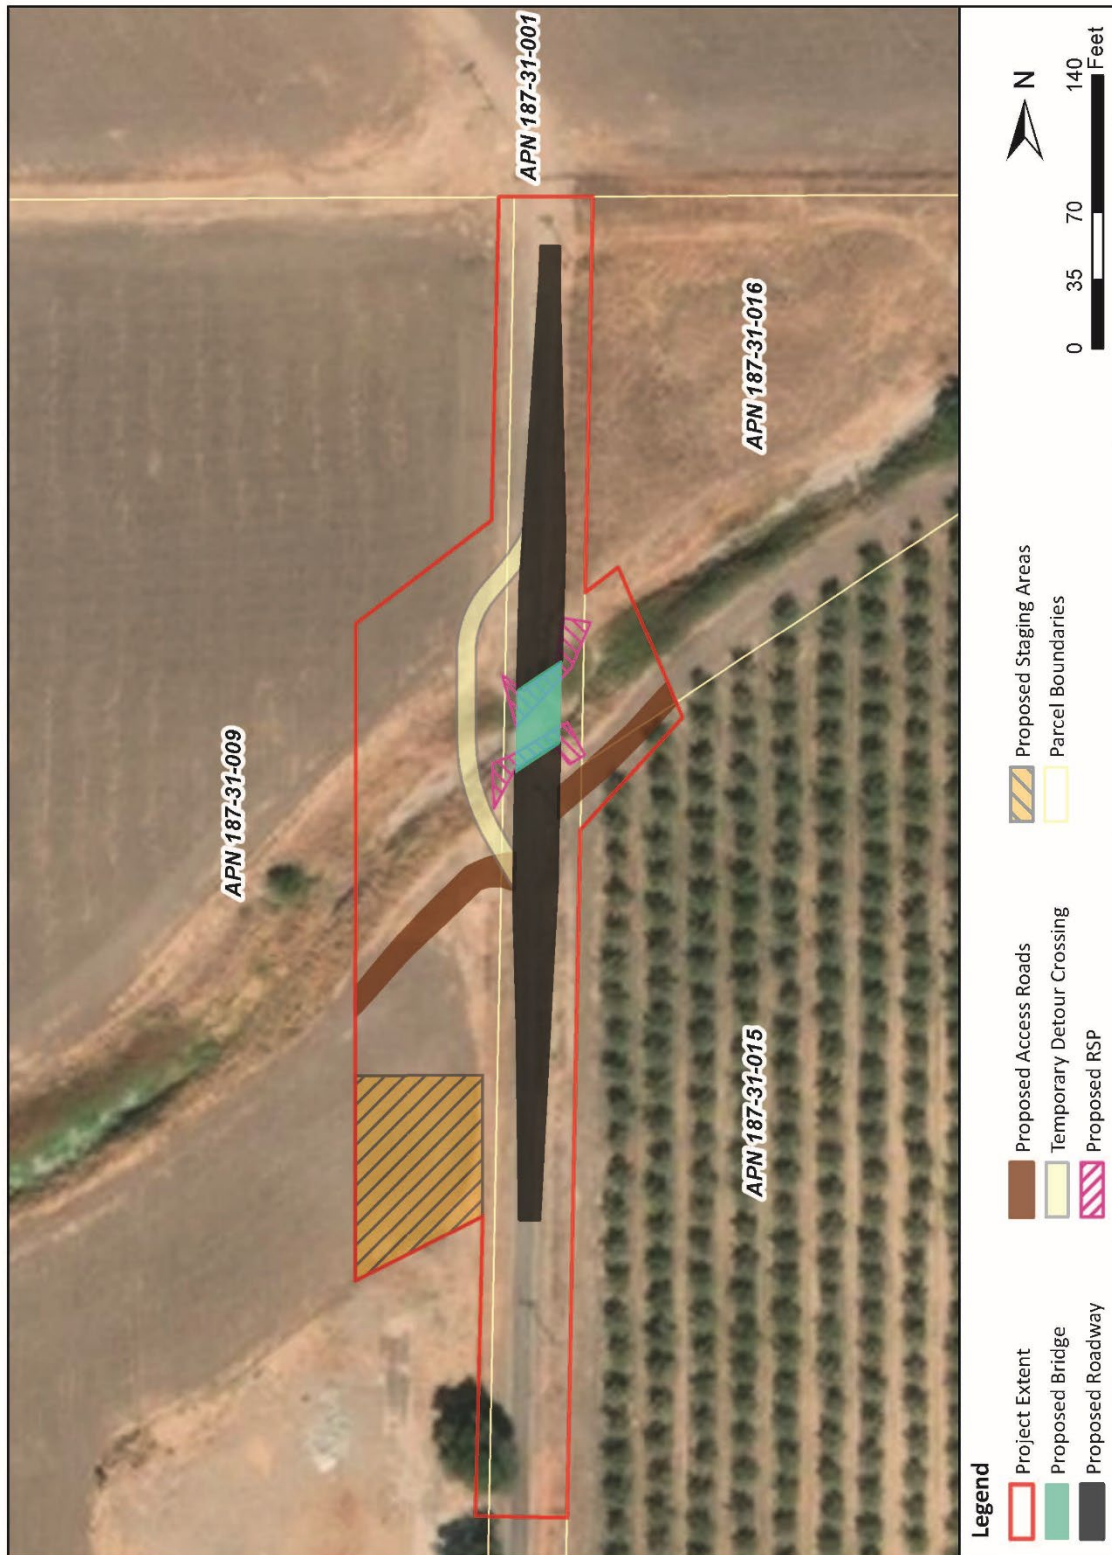 APN 187-31-001
APN 187-31-009
APN 187-31-016
APN 187-31-015
Legend
Project Extent
Proposed Bridge
Proposed Roadway
Proposed Access Roads
Temporary Detour Crossing
Proposed RSP
Proposed Staging Areas
Parcel Boundaries
N
0 35 70 140
Feet